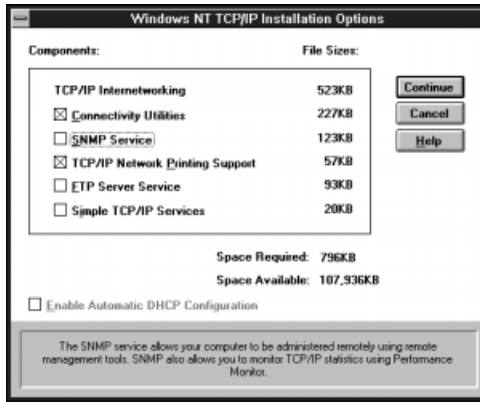 Windows NT TCP/IP Installation Options
Components: File Sizes:
TCP/IP Internetworking 523KB
Connectivity Utilities 227KB
SNMP Service 123KB
TCP/IP Network Printing Support 57KB
FTP Server Service 93KB
Simple TCP/IP Services 20KB
Continue
Cancel
Help
Space Required: 796KB
Space Available: 107,936KB
Enable Automatic DHCP Configuration
The SNMP service allows your computer to be administered remotely using remote
management tools. SNMP also allows you to monitor TCP/IP statistics using Performance
Monitor.